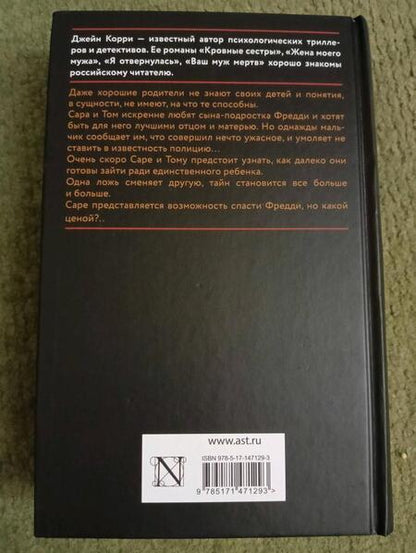 Джейн Корри — известный автор психологических трилле-
ров и детективов. Ее романы «Кровные сестры», «Жена моего
мужа», «Я отвернулась», «Ваш муж мертв» хорошо знакомы
российскому читателю.
Даже хорошие родители не знают своих детей и понятия,
в сущности, не имеют, на что те способны.
Сара и Том искренне любят сына-подростка Фредди и хотят
быть для него лучшими отцом и матерью. Но однажды маль-
чик сообщает им, что совершил нечто ужасное, и умоляет не
ставить в известность полицию...
Очень скоро Саре и Тому предстоит узнать, как далеко они
готовы зайти ради единственного ребенка.
Одна ложь сменяет другую, тайн становится все больше
и больше.
Саре представляется возможность спасти Фредди, но какой
ценой?..
www.ast.ru
N
ISBN 978-5-17-147129-3
9 785171 471293 >